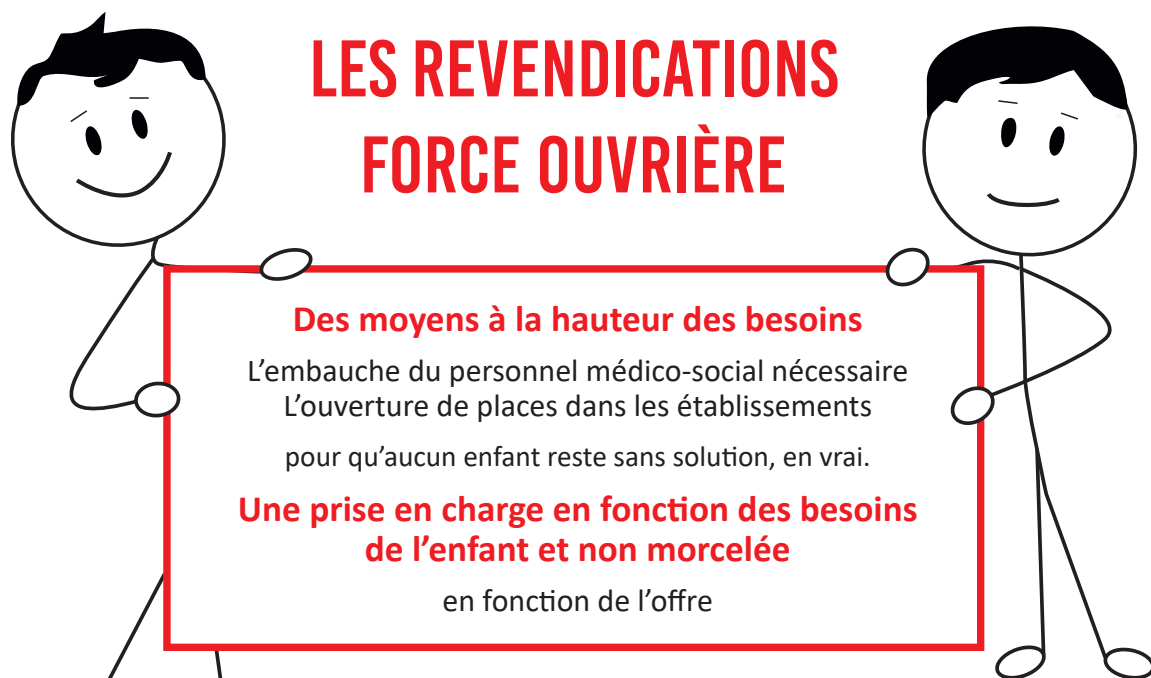 LES REVENDICATIONS
FORCE OUVRIÈRE
Des moyens à la hauteur des besoins
L’embauche du personnel médico-social nécessaire
L’ouverture de places dans les établissements
pour qu’aucun enfant reste sans solution, en vrai.
Une prise en charge en fonction des besoins
de l’enfant et non morcelée
en fonction de l’offre